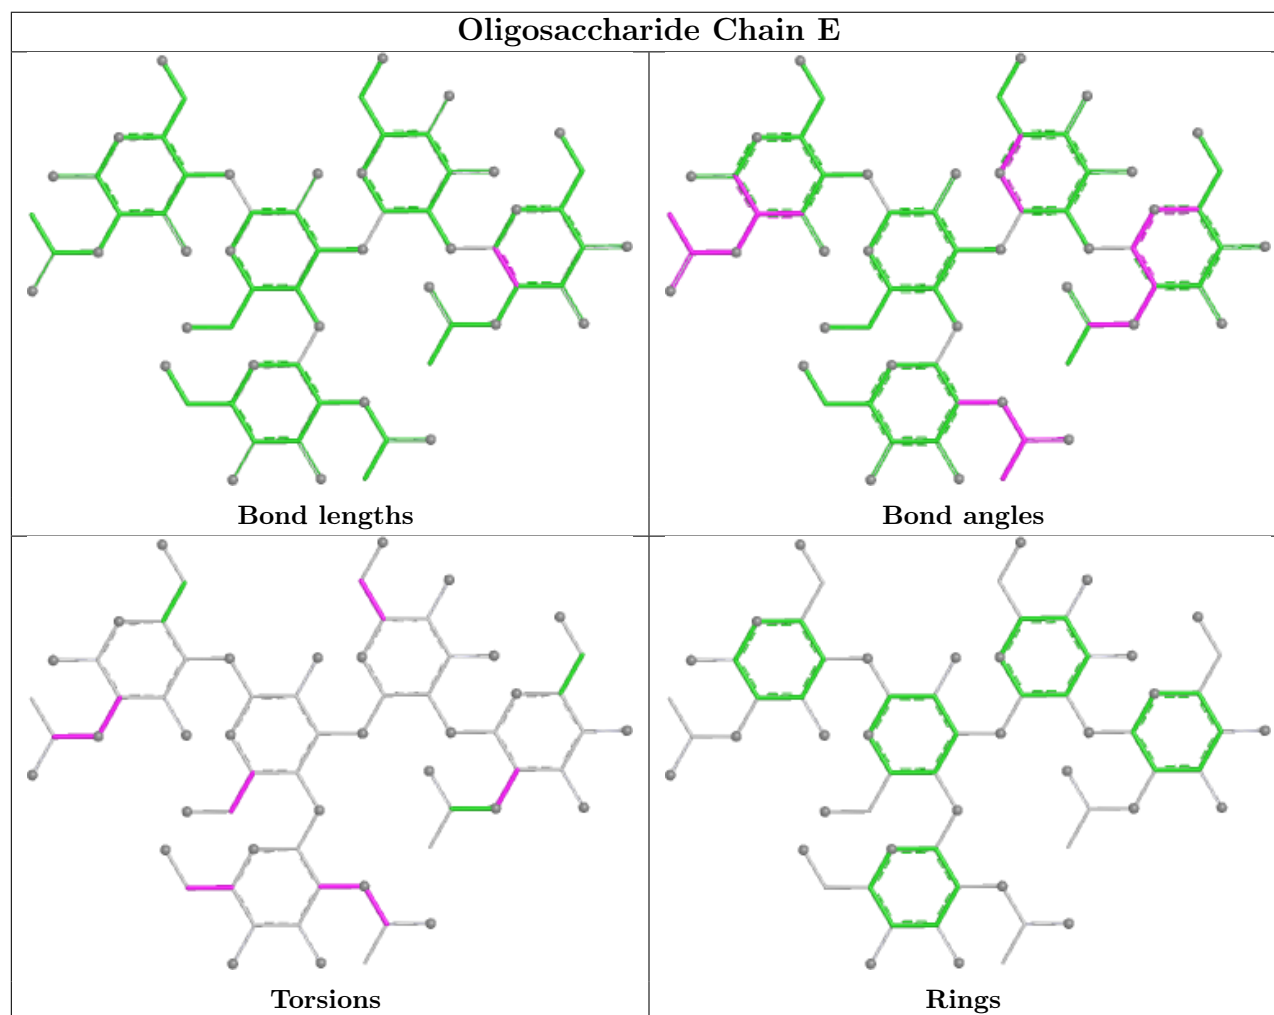 Oligosaccharide Chain E
Bond lengths
Bond angles
Torsions
Rings